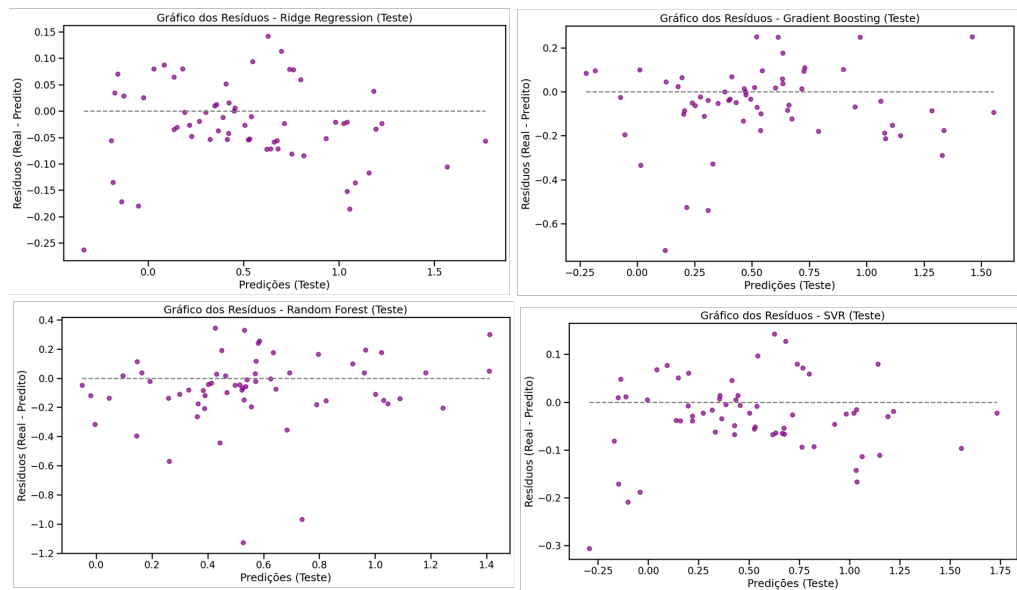 Gráfico dos Resíduos - Ridge Regression (Teste)
0.15
0.10
0.05
0.00
−0.05
−0.10
−0.15
−0.20
−0.25
Resíduos (Real - Predito)
0.0 0.5 1.0 1.5
Predições (Teste)
Gráfico dos Resíduos - Gradient Boosting (Teste)
0.2
0.0
−0.2
−0.4
−0.6
Resíduos (Real - Predito)
−0.25 0.00 0.25 0.50 0.75 1.00 1.25 1.50
Predições (Teste)
Gráfico dos Resíduos - Random Forest (Teste)
0.4
0.2
0.0
−0.2
−0.4
−0.6
−0.8
−1.0
−1.2
Resíduos (Real - Predito)
0.0 0.2 0.4 0.6 0.8 1.0 1.2 1.4
Predições (Teste)
Gráfico dos Resíduos - SVR (Teste)
0.1
0.0
−0.1
−0.2
−0.3
Resíduos (Real - Predito)
−0.25 0.00 0.25 0.50 0.75 1.00 1.25 1.50 1.75
Predições (Teste)